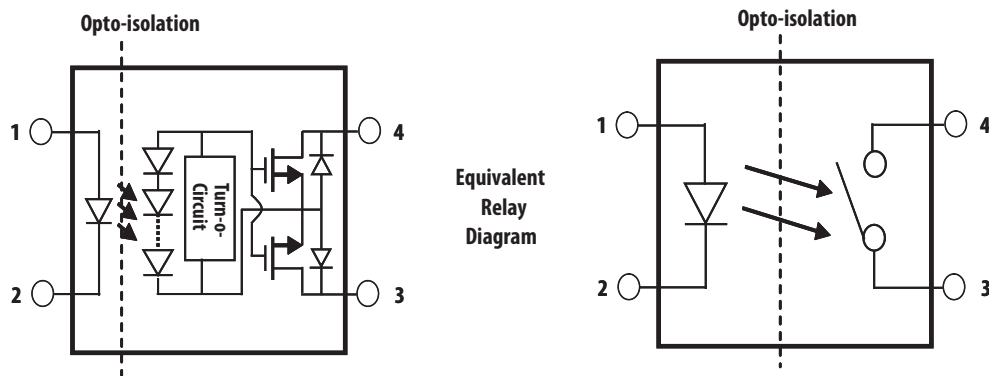 Opto-isolation
1
2
Turn-o-
Circuit
4
3
Equivalent
Relay
Diagram
Opto-isolation
1
2
4
3